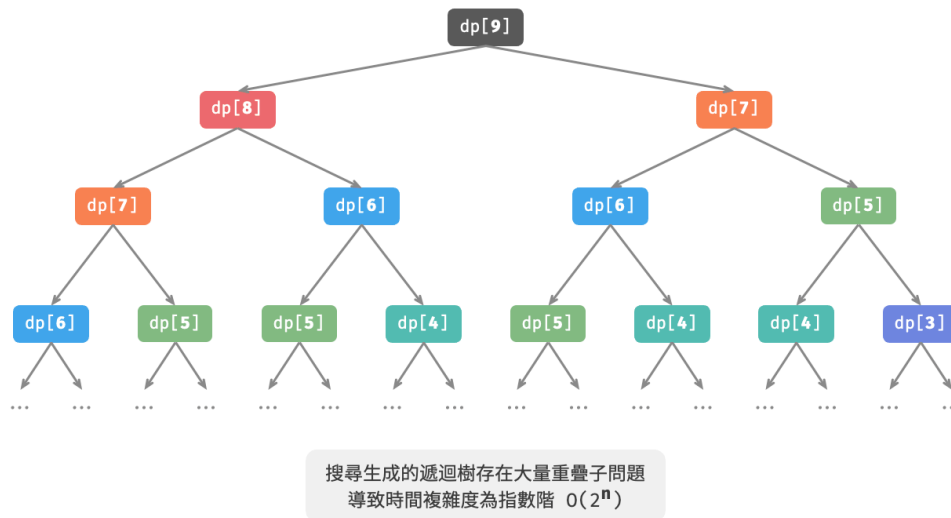 dp[9]
dp[8] dp[7]
dp[7] dp[6] dp[6] dp[5]
dp[6] dp[5] dp[5] dp[4] dp[5] dp[4] dp[4] dp[3]
... ... ... ... ... ... ... ... ... ... ... ... ... ... ... ...
搜尋生成的遞迴樹存在大量重疊子問題
導致時間複雜度為指數階 O(2ⁿ)